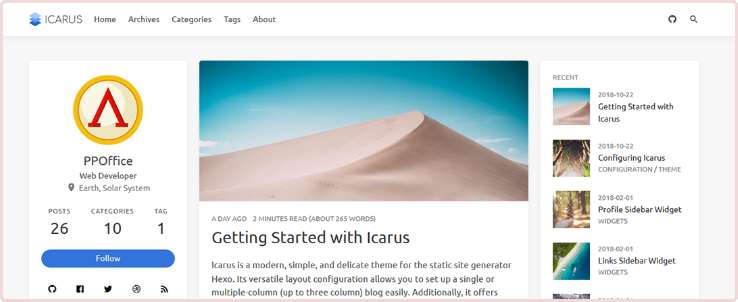 ICARUS Home Archives Categories Tags About
PPOffice
Web Developer
Earth, Solar System
POSTS CATEGORIES TAG
26 10 1
Follow
A DAY AGO 2 MINUTES READ (ABOUT 265 WORDS)
Getting Started with Icarus
Icarus is a modern, simple, and delicate theme for the static site generator
Hexo. Its versatile layout configuration allows you to set up a single or
multiple-column (up to three column) blog easily. Additionally, it offers
RECENT
2018-10-22
Getting Started with
Icarus
2018-10-22
Configuring Icarus
CONFIGURATION / THEME
2018-02-01
Profile Sidebar Widget
WIDGETS
2018-02-01
Links Sidebar Widget
WIDGETS